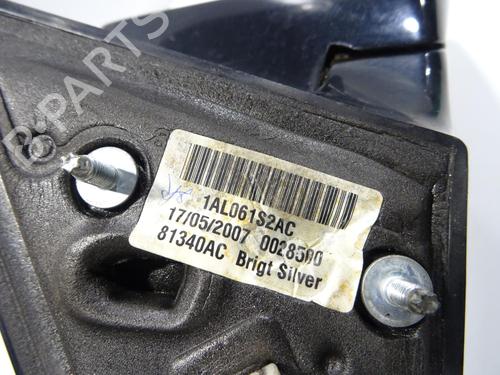 B-PARTS
1AL061S2AC
17/05/2007 0028500
81340AC Brigt Silver